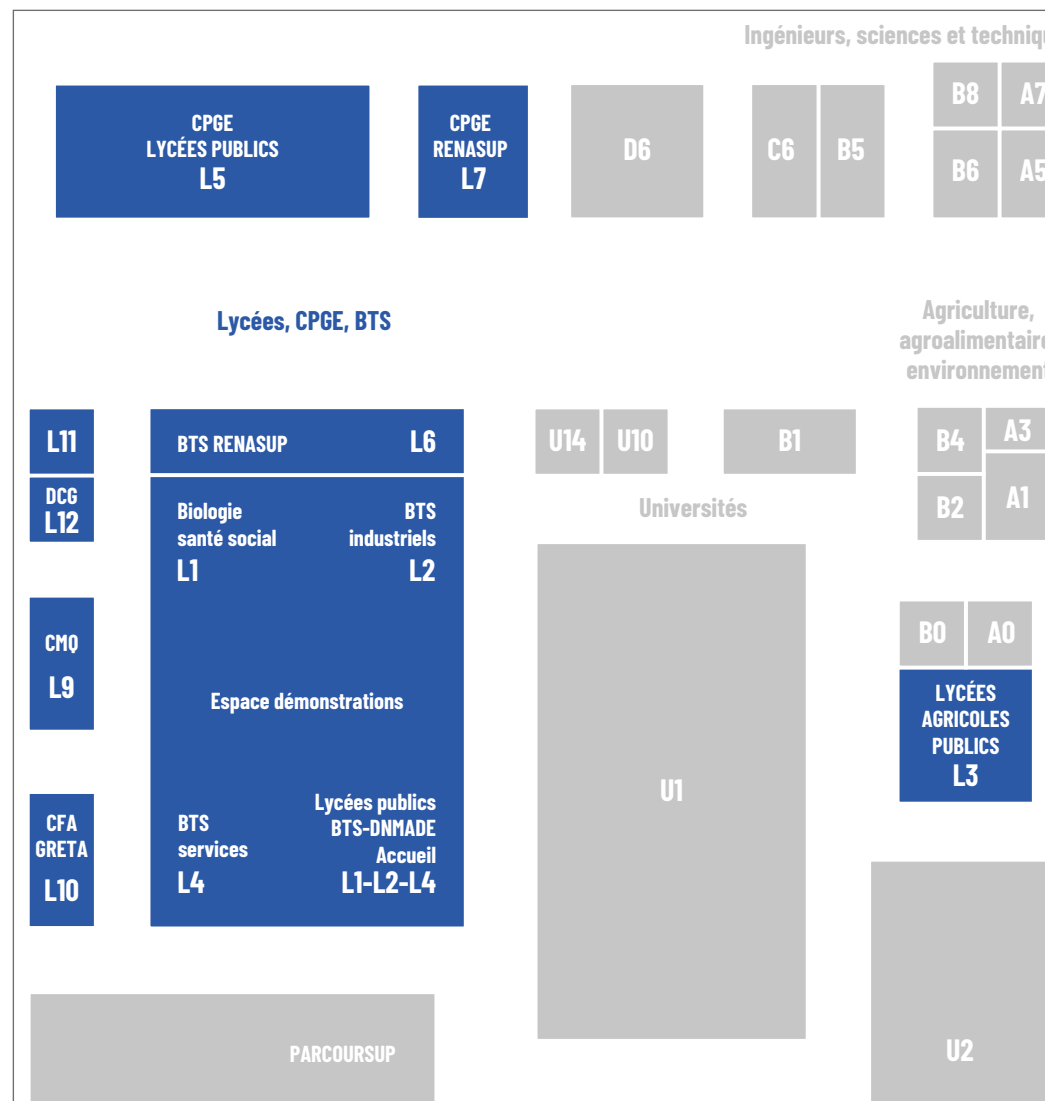 Ingénieurs, sciences et techniqu
CPGE
LYCÉES PUBLICS
L5
CPGE
RENASUP
L7
D6
C6
B5
B8
A7
B6
A5
Lycées, CPGE, BTS
Agriculture,
agroalimentaire
environnement
L11
DCG
L12
BTS RENASUP L6
Biologie
santé social
L1
BTS
industriels
L2
Espace démonstrations
BTS
services
L4
Lycées publics
BTS-DNMADE
Accueil
L1-L2-L4
CMQ
L9
CFA
GRETA
L10
U14
U10
B1
Universités
U1
B4
A3
B2
A1
B0
A0
LYCÉES
AGRICOLES
PUBLICS
L3
PARCOURSUP
U2